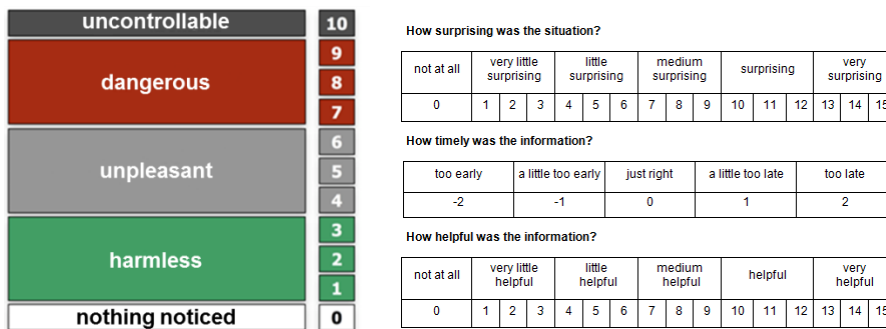 uncontrollable 10
9
dangerous 8
7
6
unpleasant 5
4
3
harmless 2
1
nothing noticed 0
How surprising was the situation?
not at all very little surprising little surprising medium surprising surprising very surprising
0 1 2 3 4 5 6 7 8 9 10 11 12 13 14 15
How timely was the information?
too early a little too early just right a little too late too late
-2 -1 0 1 2
How helpful was the information?
not at all very little helpful little helpful medium helpful helpful very helpful
0 1 2 3 4 5 6 7 8 9 10 11 12 13 14 15